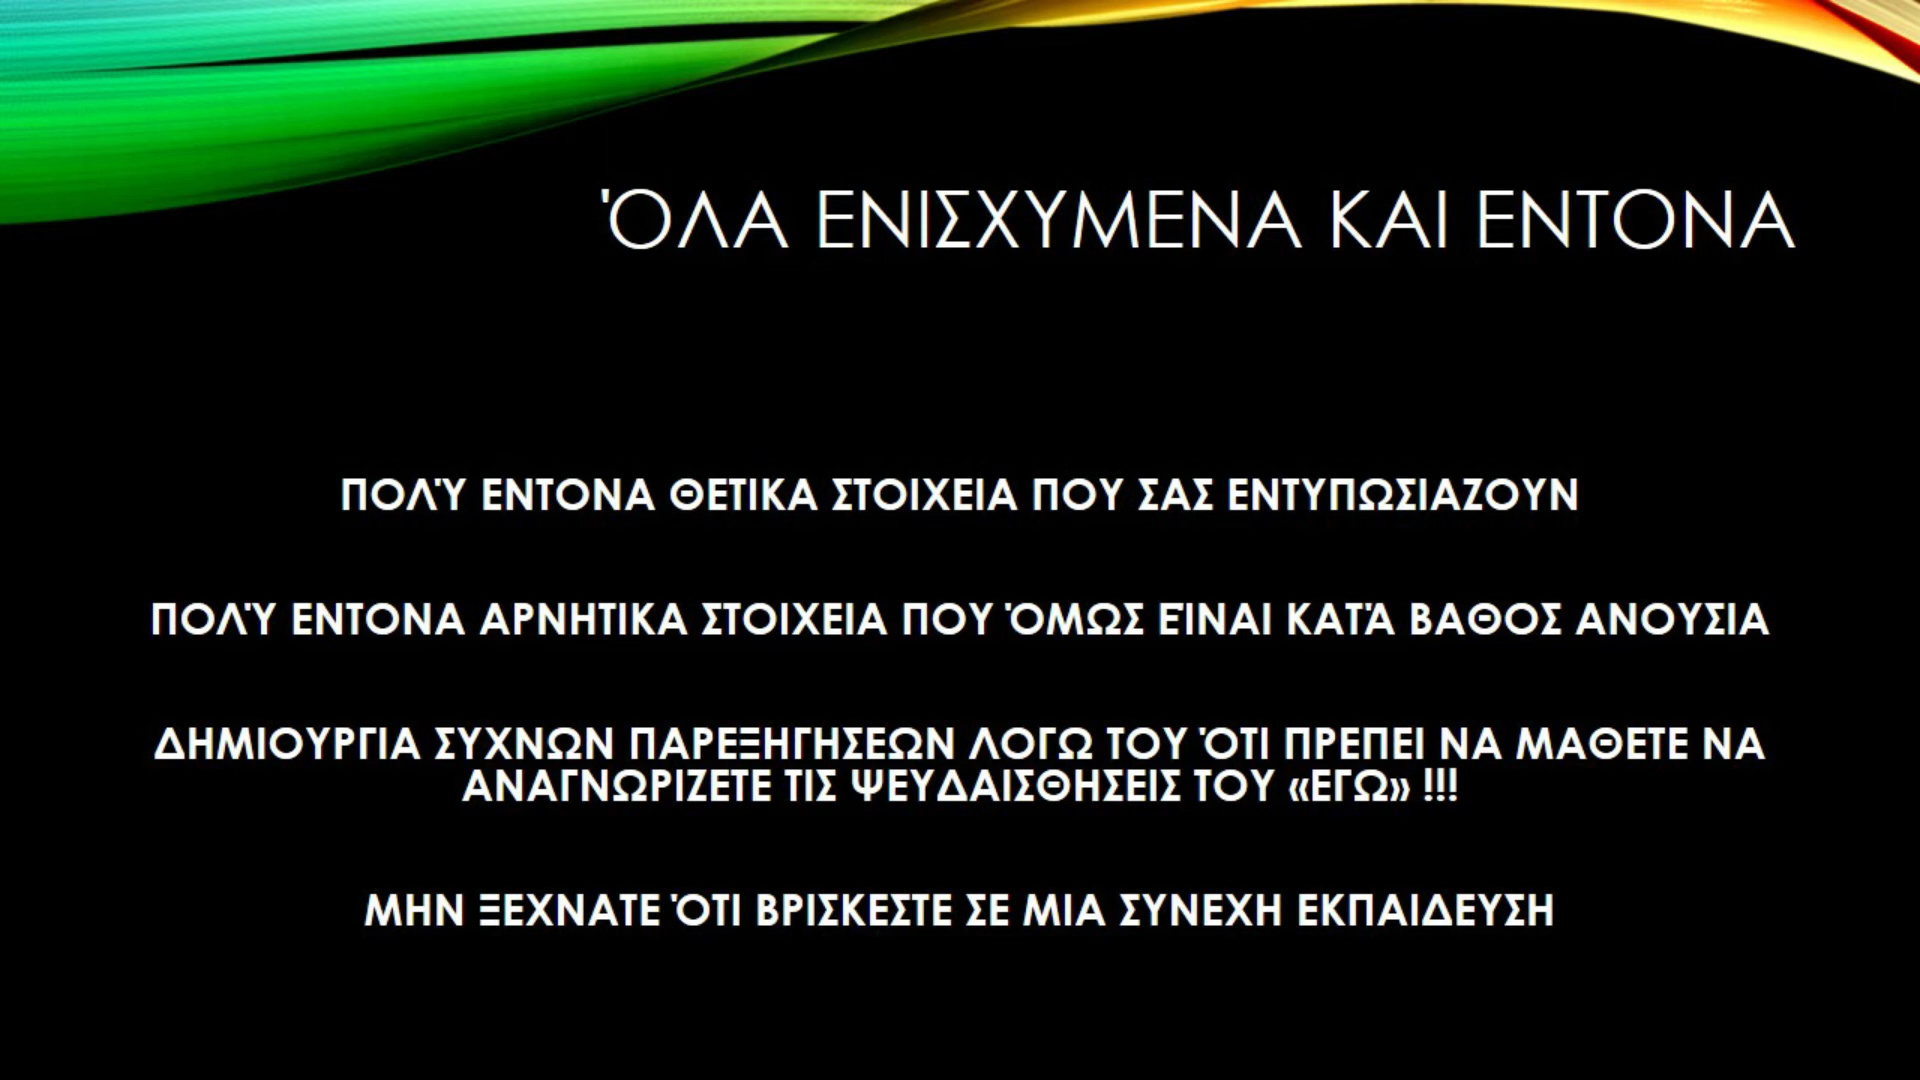 Όλα ΕΝΙΣΧΥΜΕΝΑ ΚΑΙ ΕΝΤΟΝΑ
ΠΟΛΎ ΕΝΤΟΝΑ ΘΕΤΙΚΑ ΣΤΟΙΧΕΙΑ ΠΟΥ ΣΑΣ ΕΝΤΥΠΩΣΙΑΖΟΥΝ
ΠΟΛΎ ΕΝΤΟΝΑ ΑΡΝΗΤΙΚΑ ΣΤΟΙΧΕΙΑ ΠΟΥ ΌΜΩΣ ΕΊΝΑΙ ΚΑΤΆ ΒΑΘΟΣ ΑΝΟΥΣΙΑ
ΔΗΜΙΟΥΡΓΙΑ ΣΥΧΝΩΝ ΠΑΡΕΞΗΓΗΣΕΩΝ ΛΟΓΩ ΤΟΥ ΌΤΙ ΠΡΕΠΕΙ ΝΑ ΜΑΘΕΤΕ ΝΑ
ΑΝΑΓΝΩΡΙΖΕΤΕ ΤΙΣ ΨΕΥΔΑΙΣΘΗΣΕΙΣ ΤΟΥ «ΕΓΩ» !!!
ΜΗΝ ΞΕΧΝΑΤΕ ΌΤΙ ΒΡΙΣΚΕΣΤΕ ΣΕ ΜΙΑ ΣΥΝΕΧΗ ΕΚΠΑΙΔΕΥΣΗ